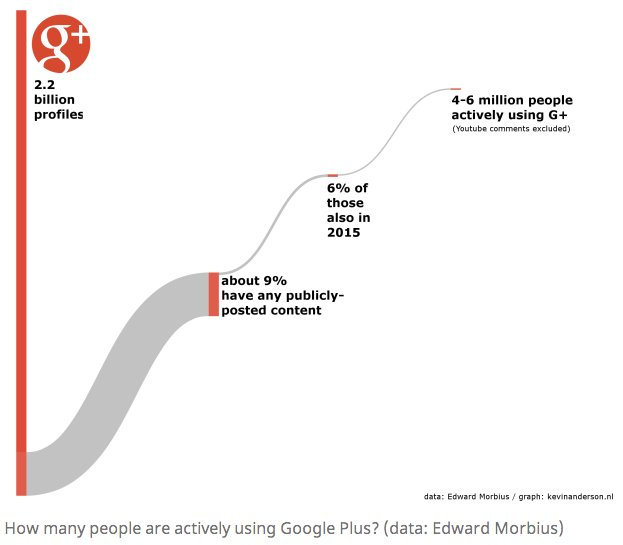 g+
2.2
billion
profiles
4-6 million people
actively using G+
(Youtube comments excluded)
6% of
those
also in
2015
about 9%
have any publicly-
posted content
data: Edward Morbius / graph: kevinanderson.nl
How many people are actively using Google Plus? (data: Edward Morbius)